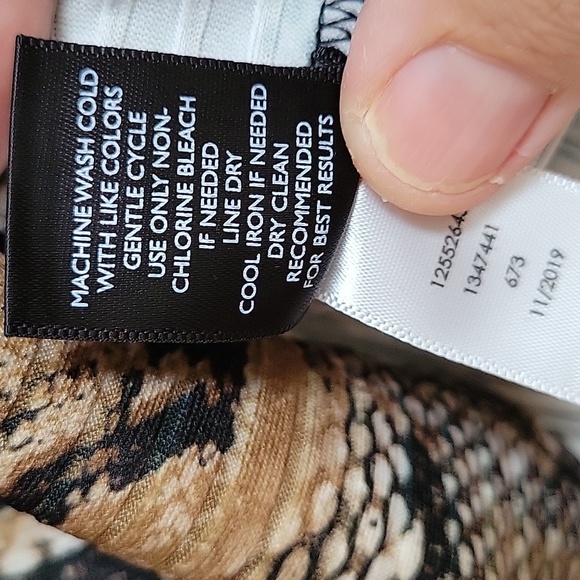 MACHINE WASH COLD
WITH LIKE COLORS
GENTLE CYCLE
USE ONLY NON-
CHLORINE BLEACH
IF NEEDED
LINE DRY
COOL IRON IF NEEDED
DRY CLEAN
RECOMMENDED
FOR BEST RESULTS
1347441
673
11/2019